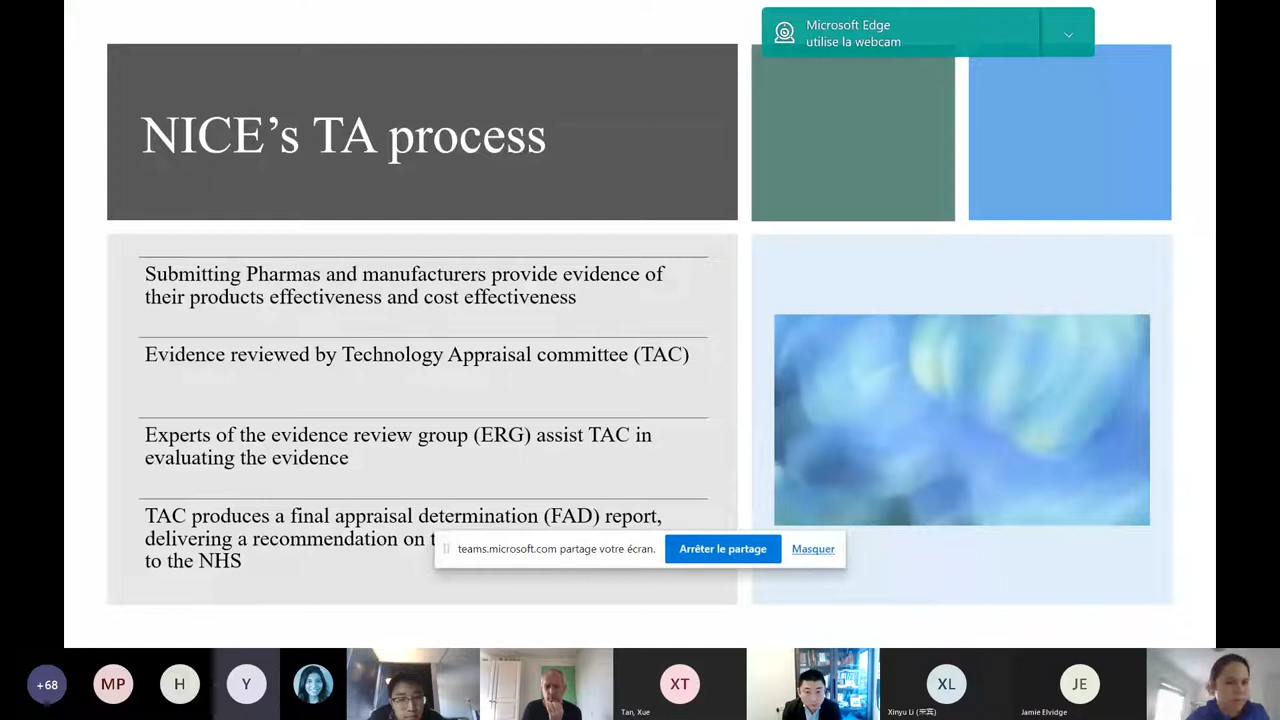 Microsoft Edge
utilise la webcam
NICE’s TA process
Submitting Pharmas and manufacturers provide evidence of
their products effectiveness and cost effectiveness
Evidence reviewed by Technology Appraisal committee (TAC)
Experts of the evidence review group (ERG) assist TAC in
evaluating the evidence
TAC produces a final appraisal determination (FAD) report,
delivering a recommendation on
to the NHS
teams.microsoft.com partage votre écran.
Arrêter le partage
Masquer
+68
MP
H
Y
XT
XL
JE
Tan, Xue
Xinyu Li
Jamie Elvidge